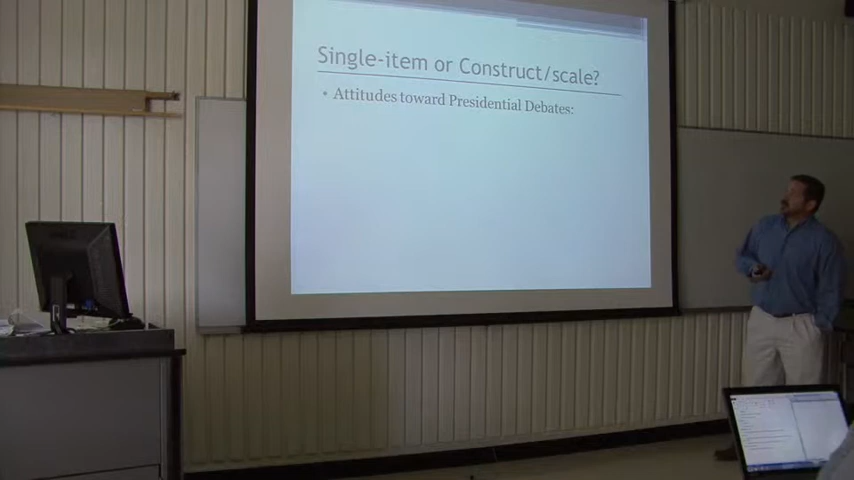 Single-item or Construct/scale?
• Attitudes toward Presidential Debates: